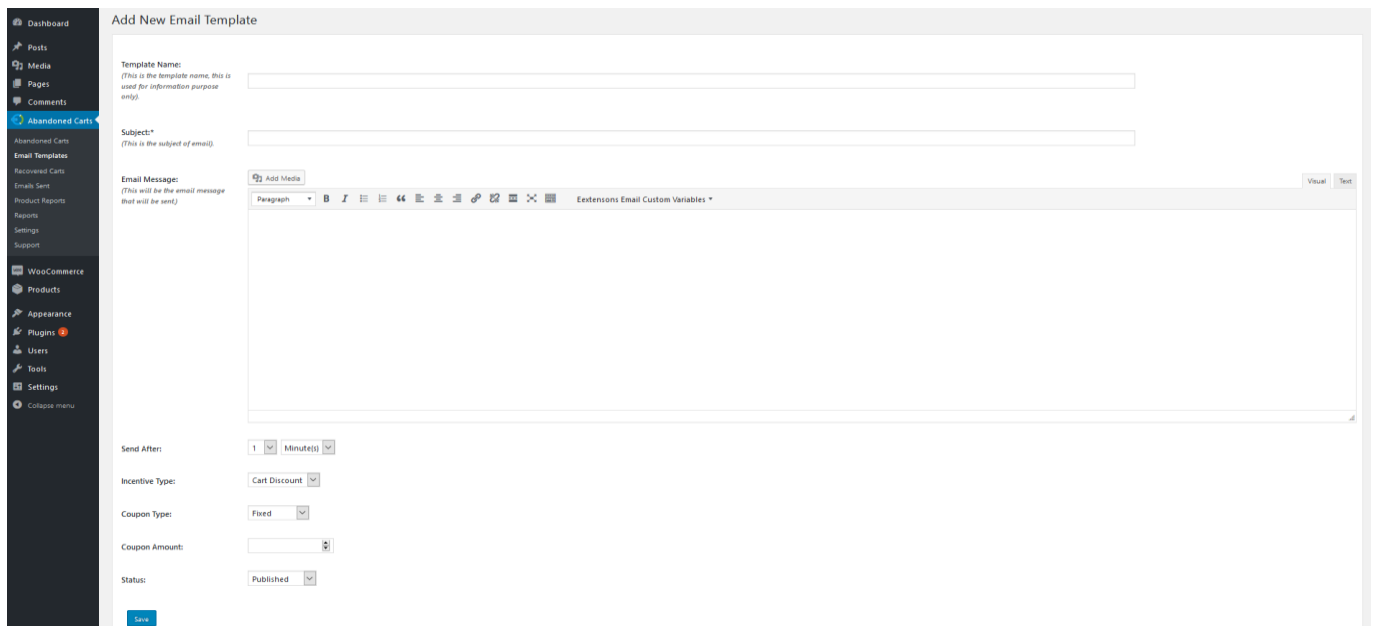 Dashboard
Posts
Media
Pages
Comments
Abandoned Carts
Abandoned Carts
Email Templates
Recovered Carts
Emails Sent
Product Reports
Reports
Settings
Support
WooCommerce
Products
Appearance
Plugins
Users
Tools
Settings
Collapse menu
Add New Email Template
Template Name:
(This is the template name, this is
used for information purpose
only).
Subject:*
(This is the subject of email).
Email Message:
(This will be the email message
that will be sent.)
Add Media
Visual Text
Paragraph B I Eextensons Email Custom Variables
Send After: 1 Minute(s)
Incentive Type: Cart Discount
Coupon Type: Fixed
Coupon Amount:
Status: Published
Save